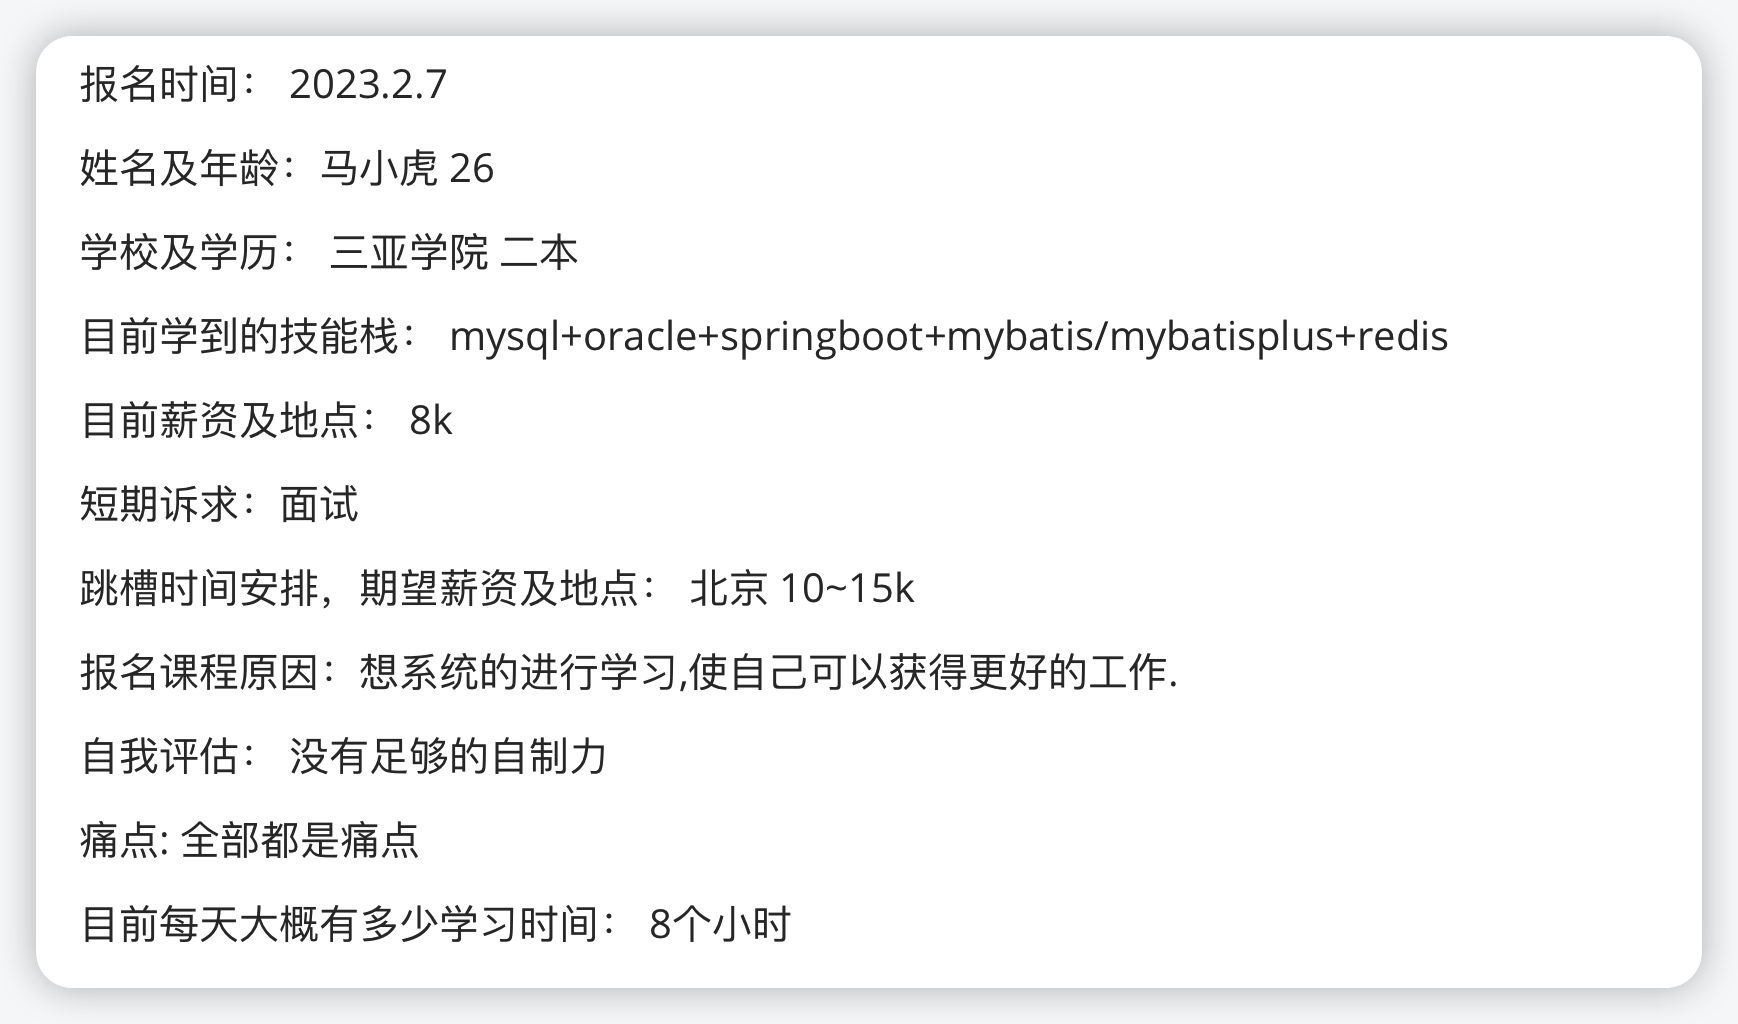 报名时间： 2023.2.7
姓名及年龄：马小虎 26
学校及学历： 三亚学院 二本
目前学到的技能栈： mysql+oracle+springboot+mybatis/mybatisplus+redis
目前薪资及地点： 8k
短期诉求：面试
跳槽时间安排，期望薪资及地点： 北京 10~15k
报名课程原因：想系统的进行学习,使自己可以获得更好的工作.
自我评估： 没有足够的自制力
痛点: 全部都是痛点
目前每天大概有多少学习时间： 8个小时